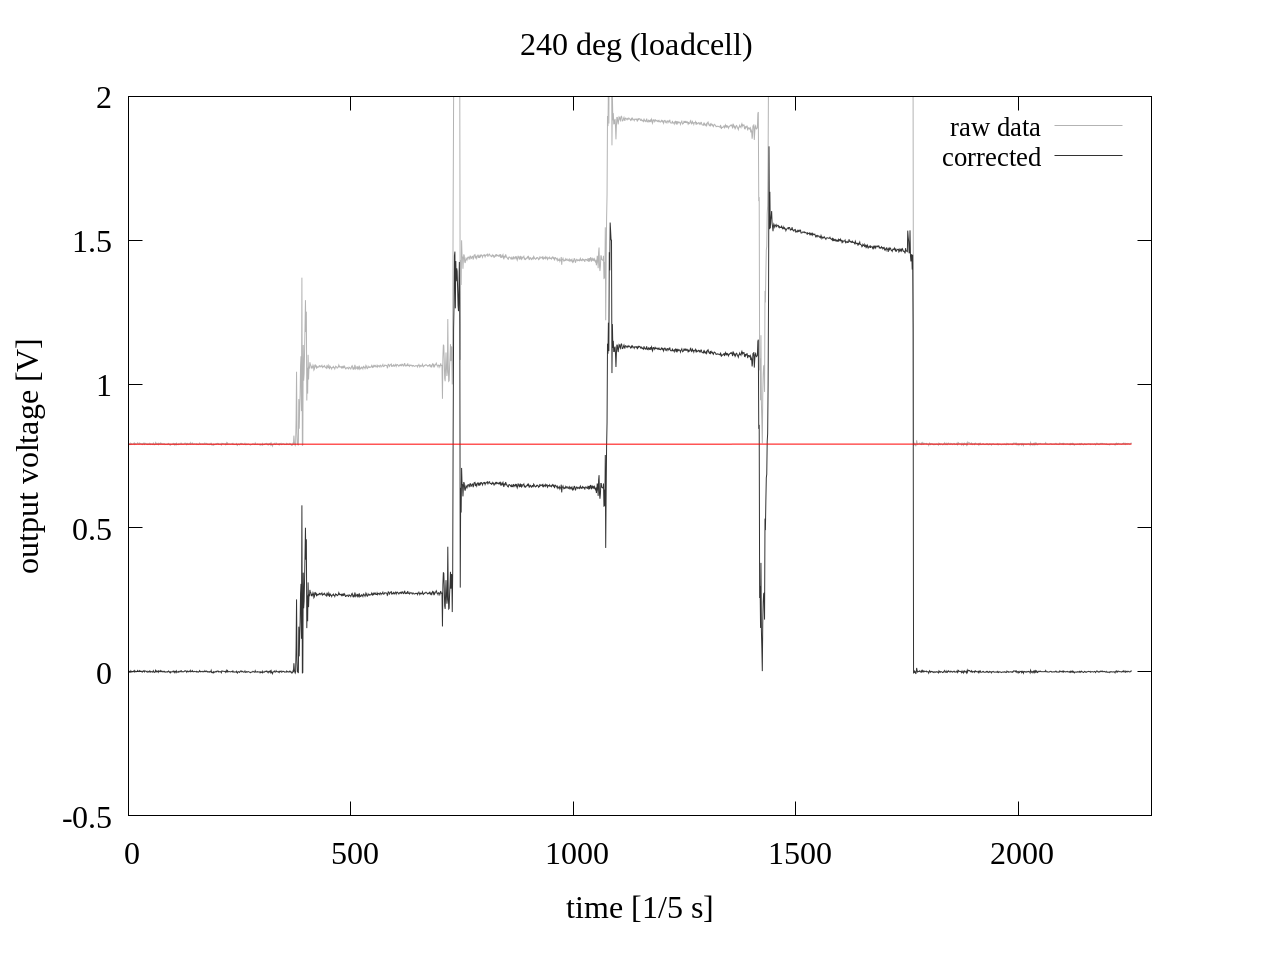 240 deg (loadcell)
raw data
corrected
2
1.5
1
0.5
0
-0.5
output voltage [V]
0 500 1000 1500 2000
time [1/5 s]